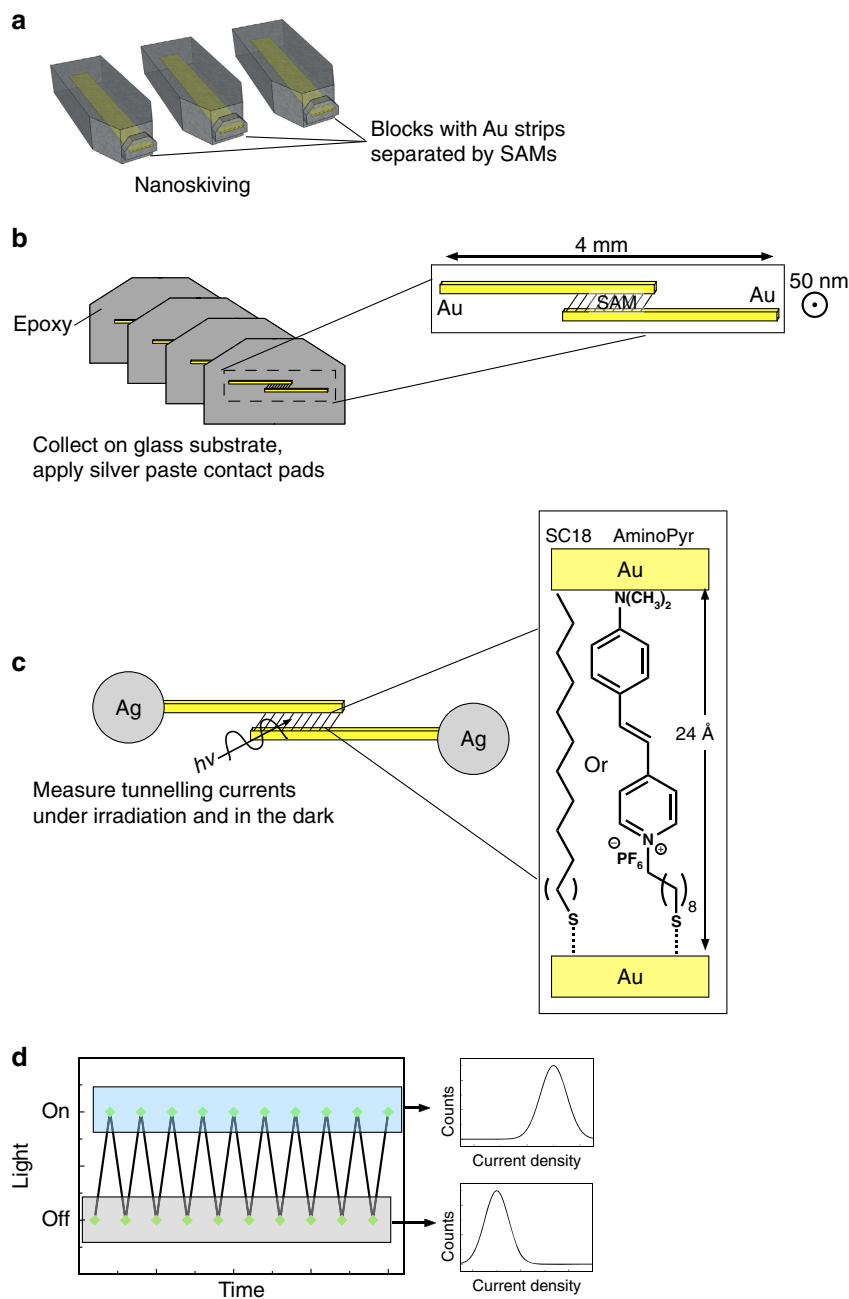 a
Blocks with Au strips
separated by SAMs
Nanoskiving
b
4 mm
Au
SAM
Au
50 nm
Epoxy
Collect on glass substrate,
apply silver paste contact pads
c
SC18 AminoPyr
Au
N(CH3)2
24 Å
Or
N
⊖ ⊕
PF6
( )
( )8
S
S
Au
Ag
Ag
hν
Measure tunnelling currents
under irradiation and in the dark
d
Light
On
Off
Time
Counts
Current density
Counts
Current density